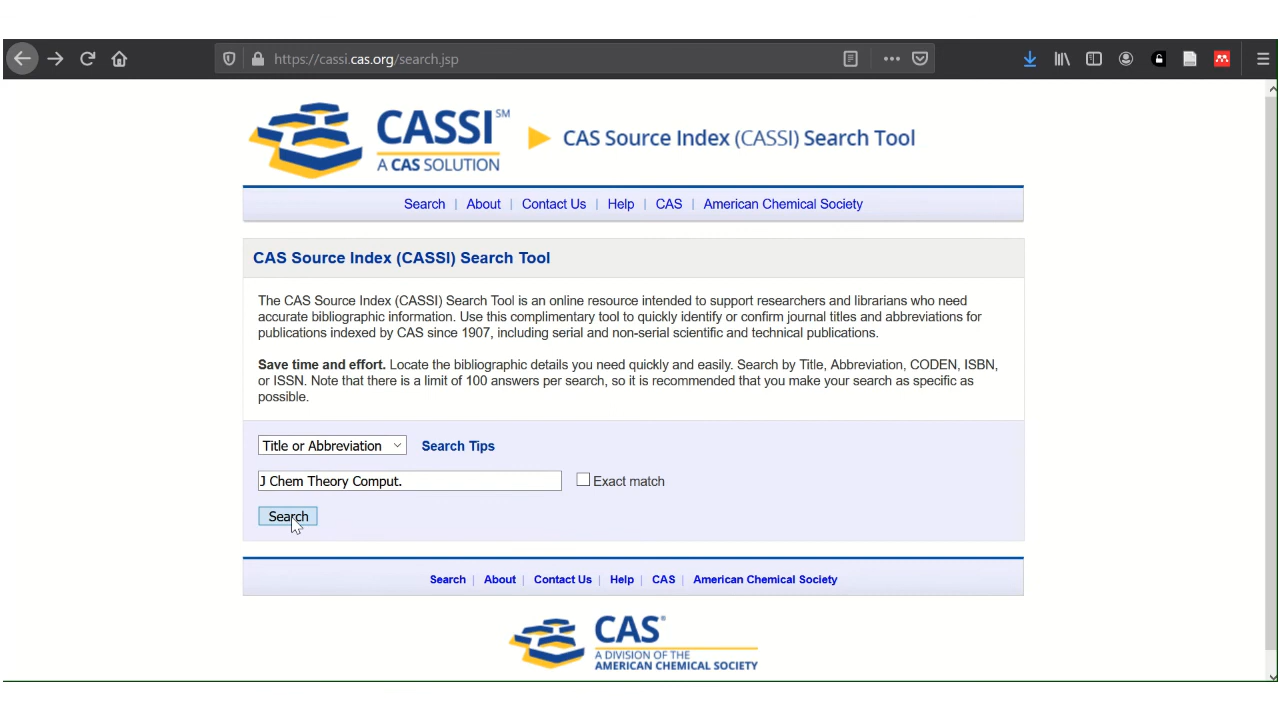 https://cassi.cas.org/search.jsp
CASSI SM
A CAS SOLUTION
CAS Source Index (CASSI) Search Tool
Search | About | Contact Us | Help | CAS | American Chemical Society
CAS Source Index (CASSI) Search Tool
The CAS Source Index (CASSI) Search Tool is an online resource intended to support researchers and librarians who need
accurate bibliographic information. Use this complimentary tool to quickly identify or confirm journal titles and abbreviations for
publications indexed by CAS since 1907, including serial and non-serial scientific and technical publications.
Save time and effort. Locate the bibliographic details you need quickly and easily. Search by Title, Abbreviation, CODEN, ISBN,
or ISSN. Note that there is a limit of 100 answers per search, so it is recommended that you make your search as specific as
possible.
Title or Abbreviation Search Tips
J Chem Theory Comput. Exact match
Search
Search | About | Contact Us | Help | CAS | American Chemical Society
CAS®
A DIVISION OF THE
AMERICAN CHEMICAL SOCIETY